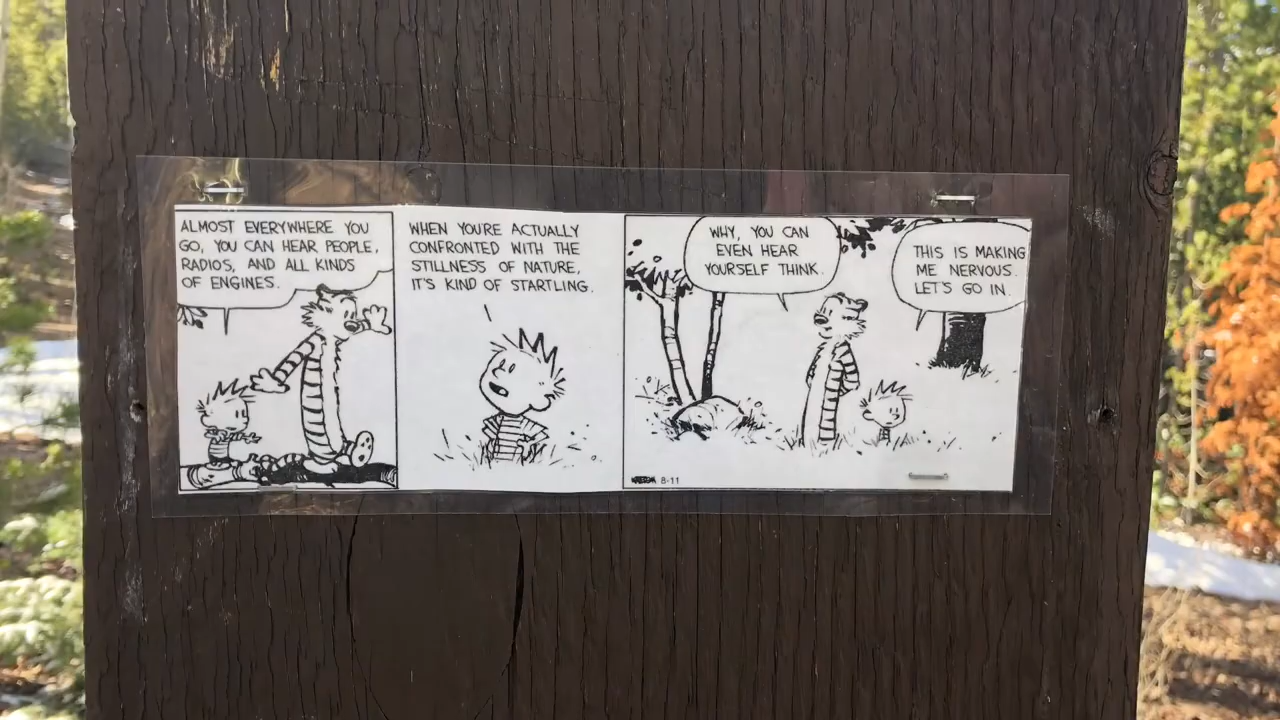 ALMOST EVERYWHERE YOU
GO, YOU CAN HEAR PEOPLE,
RADIOS, AND ALL KINDS
OF ENGINES.
WHEN YOU'RE ACTUALLY
CONFRONTED WITH THE
STILLNESS OF NATURE,
IT'S KIND OF STARTLING.
WHY, YOU CAN
EVEN HEAR
YOURSELF THINK.
THIS IS MAKING
ME NERVOUS.
LET'S GO IN.
8-11